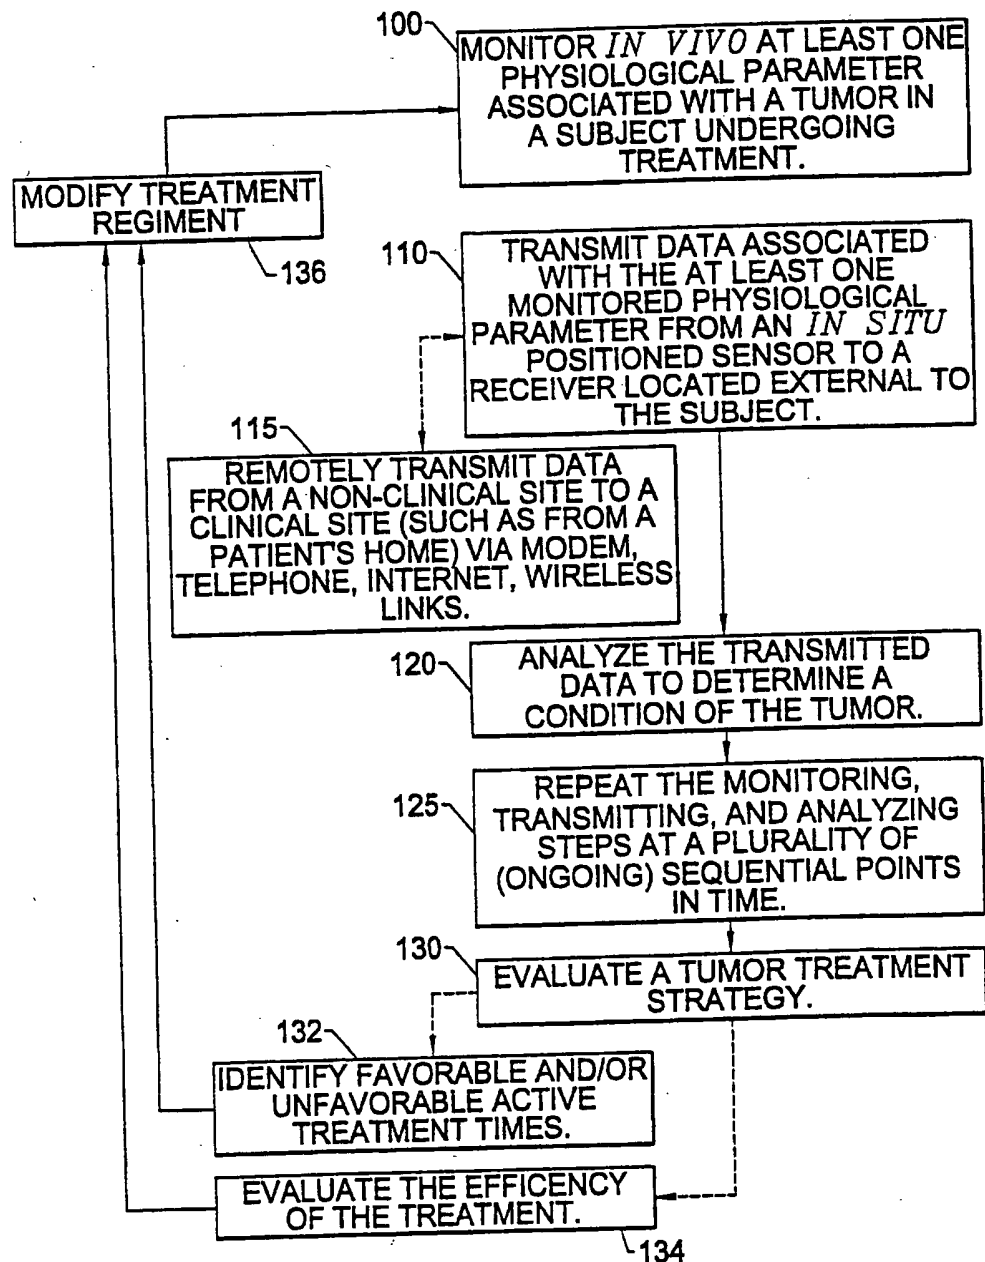 100
MONITOR IN VIVO AT LEAST ONE
PHYSIOLOGICAL PARAMETER
ASSOCIATED WITH A TUMOR IN
A SUBJECT UNDERGOING
TREATMENT.
MODIFY TREATMENT
REGIMENT
136
110
TRANSMIT DATA ASSOCIATED
WITH THE AT LEAST ONE
MONITORED PHYSIOLOGICAL
PARAMETER FROM AN IN SITU
POSITIONED SENSOR TO A
RECEIVER LOCATED EXTERNAL TO
THE SUBJECT.
115
REMOTELY TRANSMIT DATA
FROM A NON-CLINICAL SITE TO A
CLINICAL SITE (SUCH AS FROM A
PATIENT'S HOME) VIA MODEM,
TELEPHONE, INTERNET, WIRELESS
LINKS.
120
ANALYZE THE TRANSMITTED
DATA TO DETERMINE A
CONDITION OF THE TUMOR.
125
REPEAT THE MONITORING,
TRANSMITTING, AND ANALYZING
STEPS AT A PLURALITY OF
(ONGOING) SEQUENTIAL POINTS
IN TIME.
130
EVALUATE A TUMOR TREATMENT
STRATEGY.
132
IDENTIFY FAVORABLE AND/OR
UNFAVORABLE ACTIVE
TREATMENT TIMES.
EVALUATE THE EFFICENCY
OF THE TREATMENT.
134